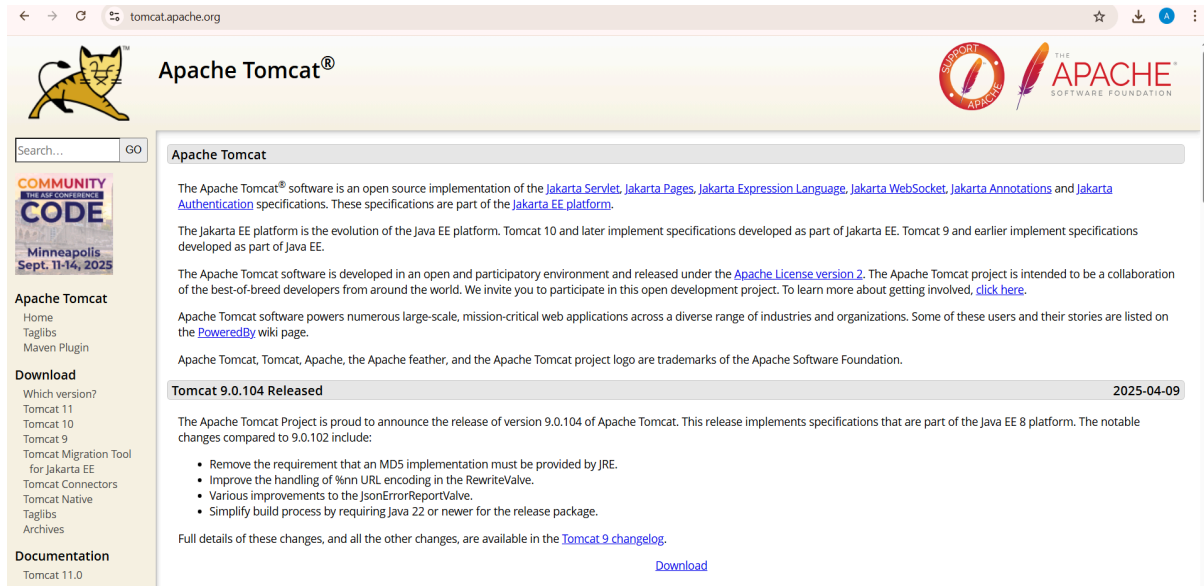 tomcat.apache.org
A
TM
Apache Tomcat®
SUPPORT
APACHE
THE
APACHE®
SOFTWARE FOUNDATION
Search...
GO
COMMUNITY
THE ASF CONFERENCE
CODE
Minneapolis
Sept. 11-14, 2025
Apache Tomcat
Home
Taglibs
Maven Plugin
Download
Which version?
Tomcat 11
Tomcat 10
Tomcat 9
Tomcat Migration Tool
for Jakarta EE
Tomcat Connectors
Tomcat Native
Taglibs
Archives
Documentation
Tomcat 11.0
Apache Tomcat
The Apache Tomcat® software is an open source implementation of the Jakarta Servlet, Jakarta Pages, Jakarta Expression Language, Jakarta WebSocket, Jakarta Annotations and Jakarta
Authentication specifications. These specifications are part of the Jakarta EE platform.
The Jakarta EE platform is the evolution of the Java EE platform. Tomcat 10 and later implement specifications developed as part of Jakarta EE. Tomcat 9 and earlier implement specifications
developed as part of Java EE.
The Apache Tomcat software is developed in an open and participatory environment and released under the Apache License version 2. The Apache Tomcat project is intended to be a collaboration
of the best-of-breed developers from around the world. We invite you to participate in this open development project. To learn more about getting involved, click here.
Apache Tomcat software powers numerous large-scale, mission-critical web applications across a diverse range of industries and organizations. Some of these users and their stories are listed on
the PoweredBy wiki page.
Apache Tomcat, Tomcat, Apache, the Apache feather, and the Apache Tomcat project logo are trademarks of the Apache Software Foundation.
Tomcat 9.0.104 Released 2025-04-09
The Apache Tomcat Project is proud to announce the release of version 9.0.104 of Apache Tomcat. This release implements specifications that are part of the Java EE 8 platform. The notable
changes compared to 9.0.102 include:
• Remove the requirement that an MD5 implementation must be provided by JRE.
• Improve the handling of %nn URL encoding in the RewriteValve.
• Various improvements to the JsonErrorReportValve.
• Simplify build process by requiring Java 22 or newer for the release package.
Full details of these changes, and all the other changes, are available in the Tomcat 9 changelog.
Download